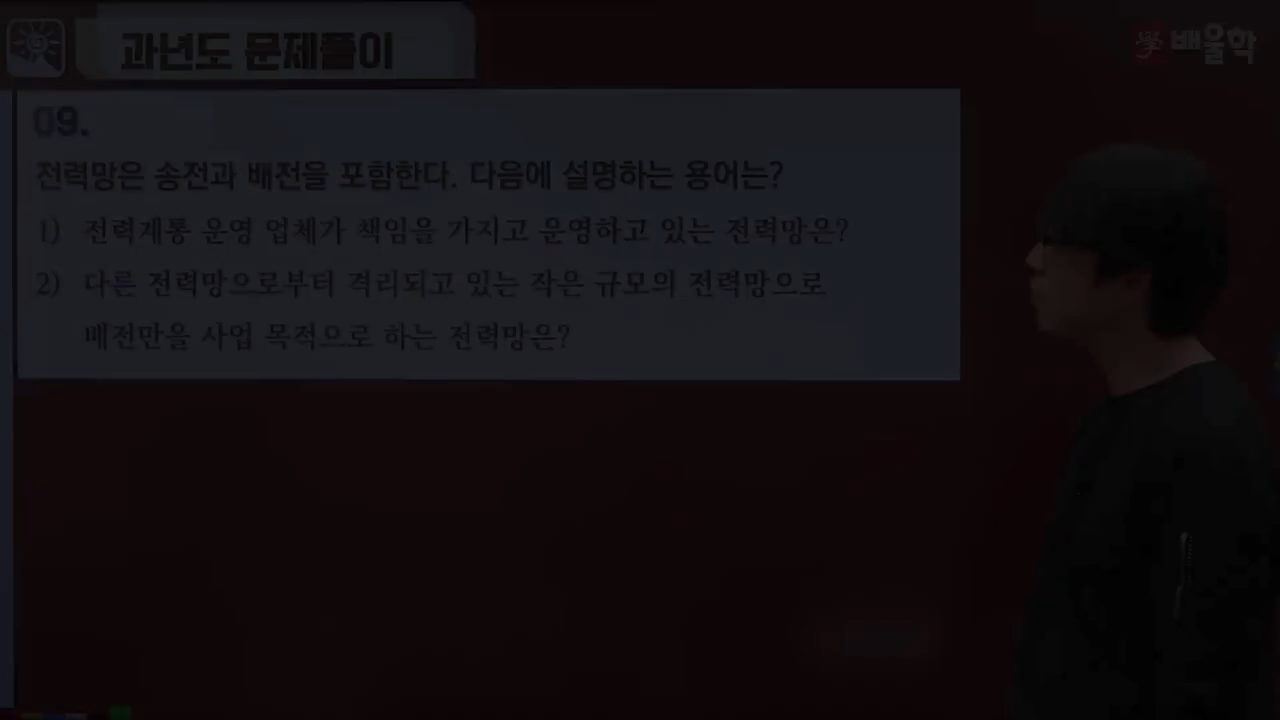 과년도 문제풀이
學 배울학
09.
전력망은 송전과 배전을 포함한다. 다음에 설명하는 용어는?
1) 전력계통 운영 업체가 책임을 가지고 운영하고 있는 전력망은?
2) 다른 전력망으로부터 격리되고 있는 작은 규모의 전력망으로
배전만을 사업 목적으로 하는 전력망은?